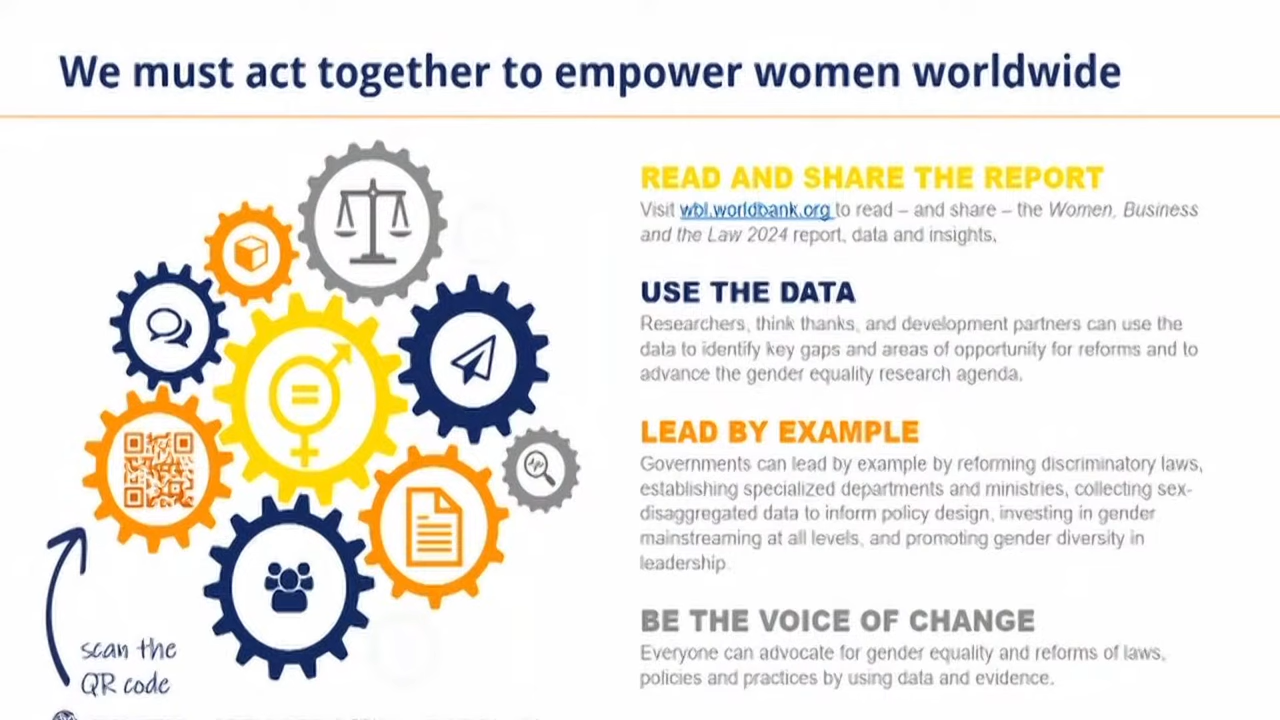 We must act together to empower women worldwide
READ AND SHARE THE REPORT
Visit wbl.worldbank.org to read – and share – the Women, Business
and the Law 2024 report, data and insights.
USE THE DATA
Researchers, think thanks, and development partners can use the
data to identify key gaps and areas of opportunity for reforms and to
advance the gender equality research agenda.
LEAD BY EXAMPLE
Governments can lead by example by reforming discriminatory laws,
establishing specialized departments and ministries, collecting sex-
disaggregated data to inform policy design, investing in gender
mainstreaming at all levels, and promoting gender diversity in
leadership.
BE THE VOICE OF CHANGE
Everyone can advocate for gender equality and reforms of laws,
policies and practices by using data and evidence.
scan the
QR code